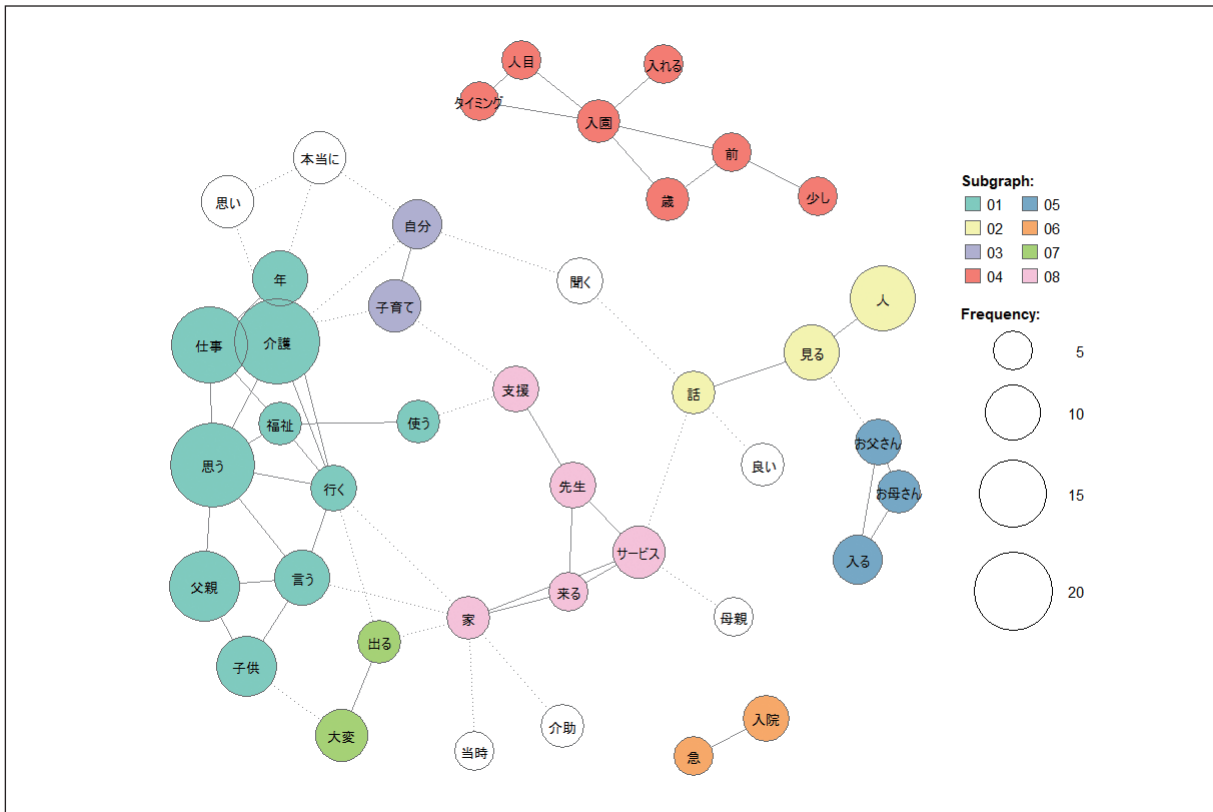 人目
入れる
タイミング
入園
前
歳
少し
本当に
思い
自分
年
子育て
聞く
仕事
介護
人
見る
支援
話
福祉
使う
お父さん
良い
思う
行く
先生
お母さん
サービス
入る
父親
言う
来る
家
母親
出る
子供
大変
当時
介助
入院
急
Subgraph:
01 05
02 06
03 07
04 08
Frequency:
5
10
15
20